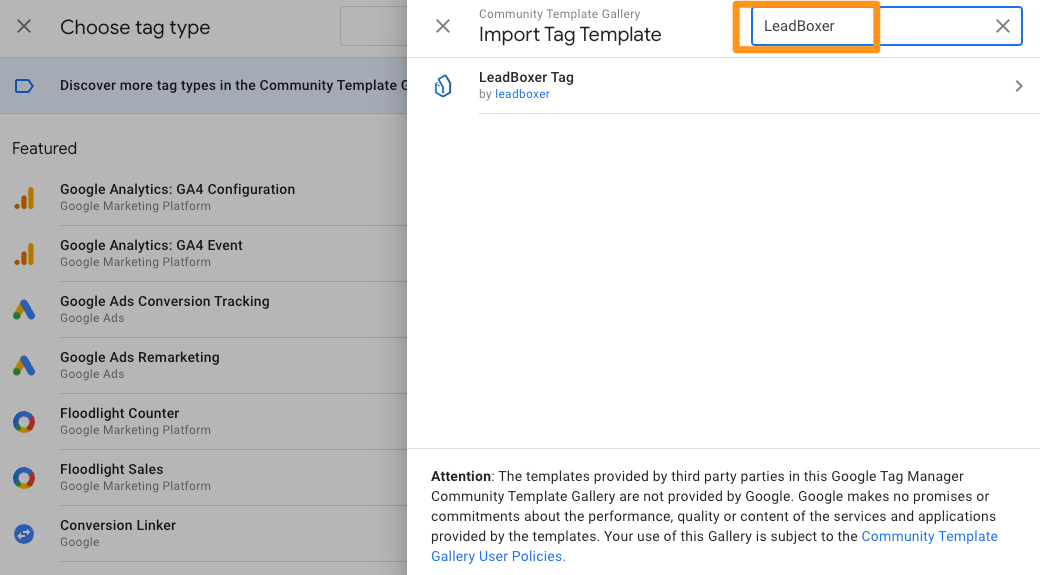 Choose tag type
Discover more tag types in the Community Template G
Featured
Google Analytics: GA4 Configuration
Google Marketing Platform
Google Analytics: GA4 Event
Google Marketing Platform
Google Ads Conversion Tracking
Google Ads
Google Ads Remarketing
Google Ads
Floodlight Counter
Google Marketing Platform
Floodlight Sales
Google Marketing Platform
Conversion Linker
Google
Community Template Gallery
Import Tag Template
LeadBoxer
LeadBoxer Tag
by leadboxer
Attention: The templates provided by third party parties in this Google Tag Manager
Community Template Gallery are not provided by Google. Google makes no promises or
commitments about the performance, quality or content of the services and applications
provided by the templates. Your use of this Gallery is subject to the Community Template
Gallery User Policies.